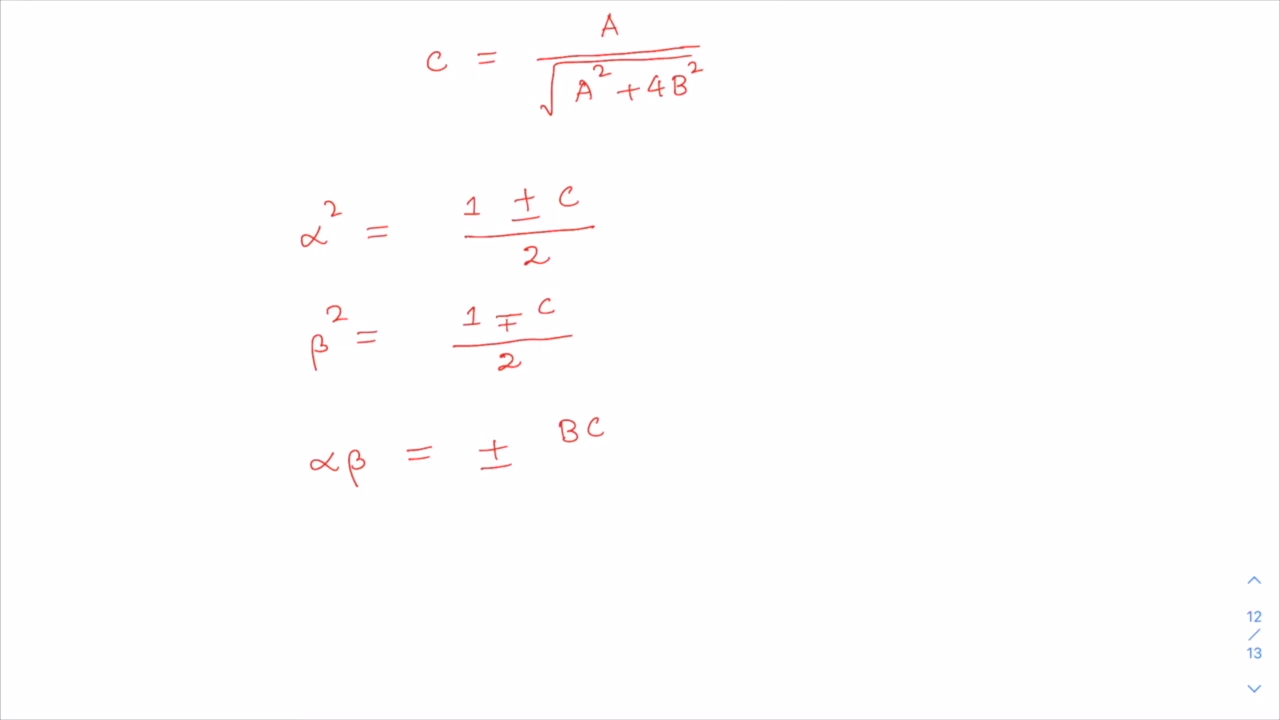 C = A / √(A² + 4B²)
α² = (1 ± C) / 2
β² = (1 ∓ C) / 2
αβ = ± BC
12
/
13